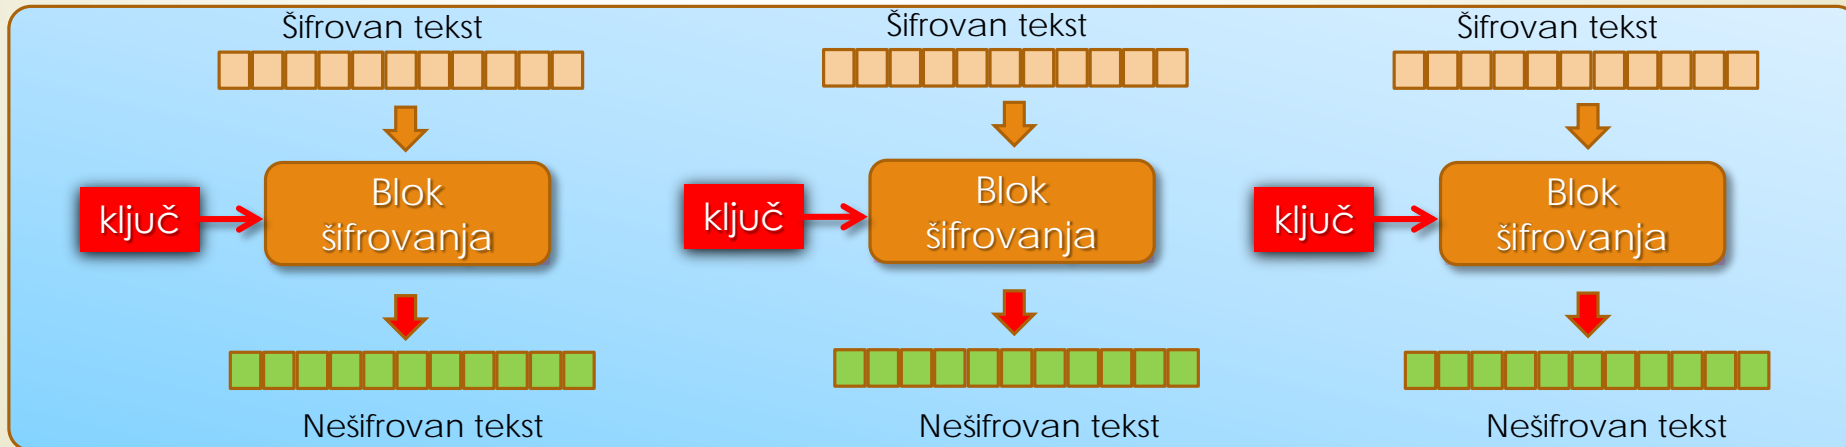 Šifrovan tekst
Šifrovan tekst
Šifrovan tekst
ključ
Blok
šifrovanja
ključ
Blok
šifrovanja
ključ
Blok
šifrovanja
Nešifrovan tekst
Nešifrovan tekst
Nešifrovan tekst